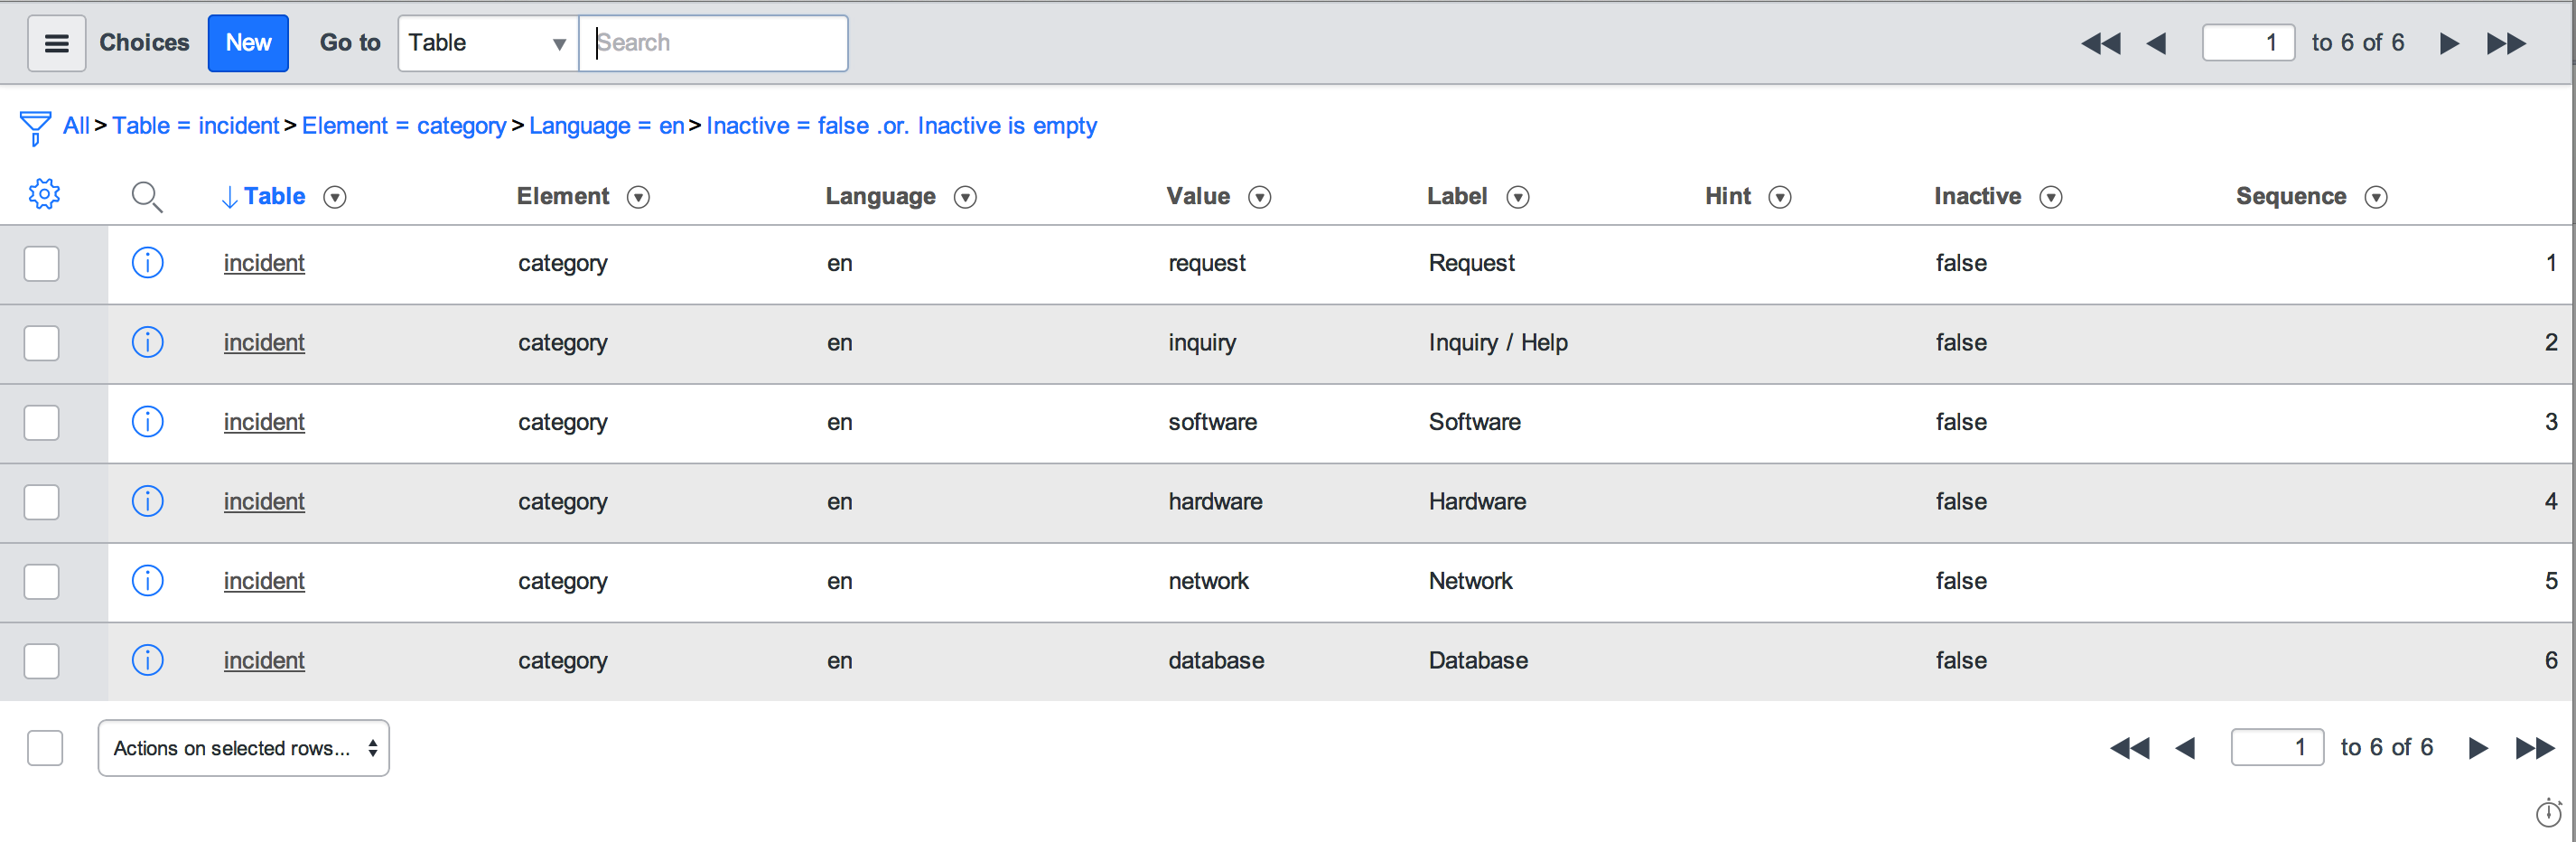 Choices New Go to Table Search 1 to 6 of 6
All > Table = incident > Element = category > Language = en > Inactive = false .or. Inactive is empty
Table Element Language Value Label Hint Inactive Sequence
incident category en request Request false 1
incident category en inquiry Inquiry / Help false 2
incident category en software Software false 3
incident category en hardware Hardware false 4
incident category en network Network false 5
incident category en database Database false 6
Actions on selected rows... 1 to 6 of 6